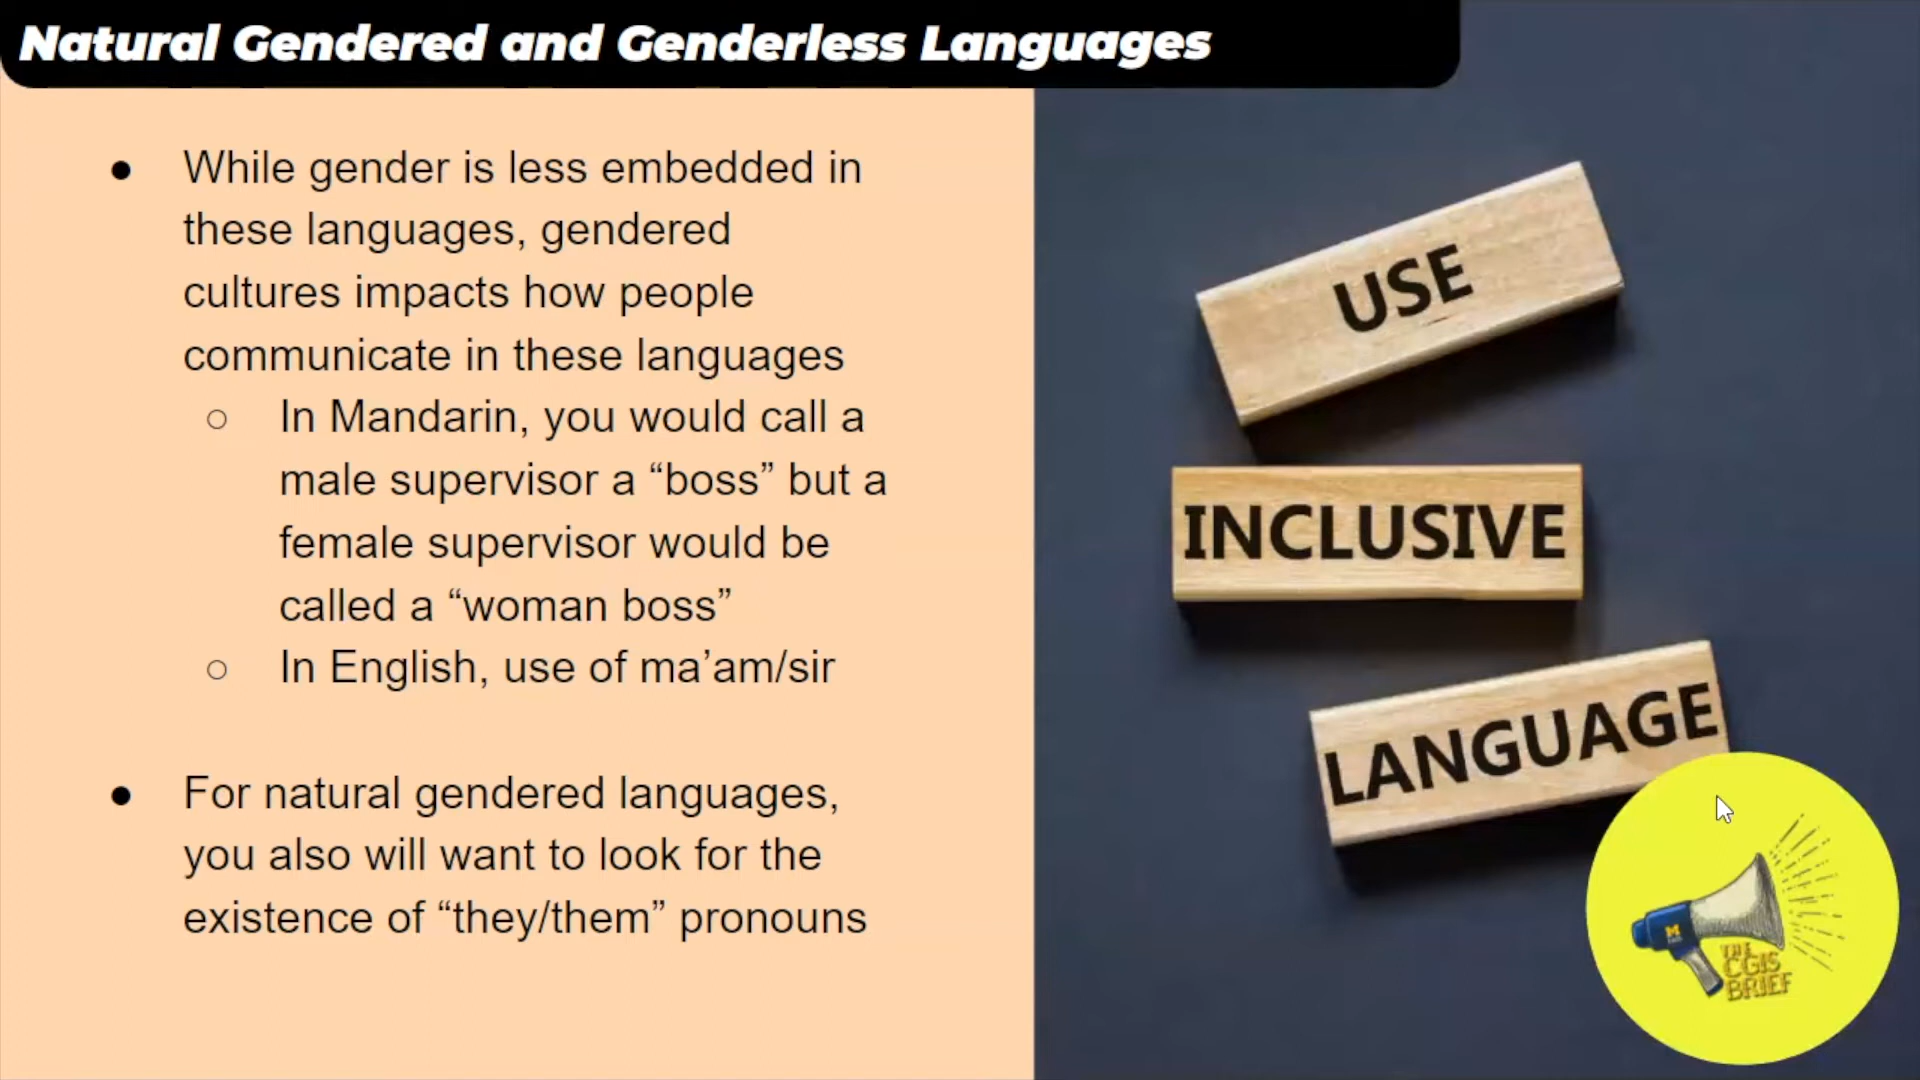 Natural Gendered and Genderless Languages
● While gender is less embedded in
these languages, gendered
cultures impacts how people
communicate in these languages
○ In Mandarin, you would call a
male supervisor a “boss” but a
female supervisor would be
called a “woman boss”
○ In English, use of ma’am/sir
● For natural gendered languages,
you also will want to look for the
existence of “they/them” pronouns
USE
INCLUSIVE
LANGUAGE
M
THE
CGIS
BRIEF